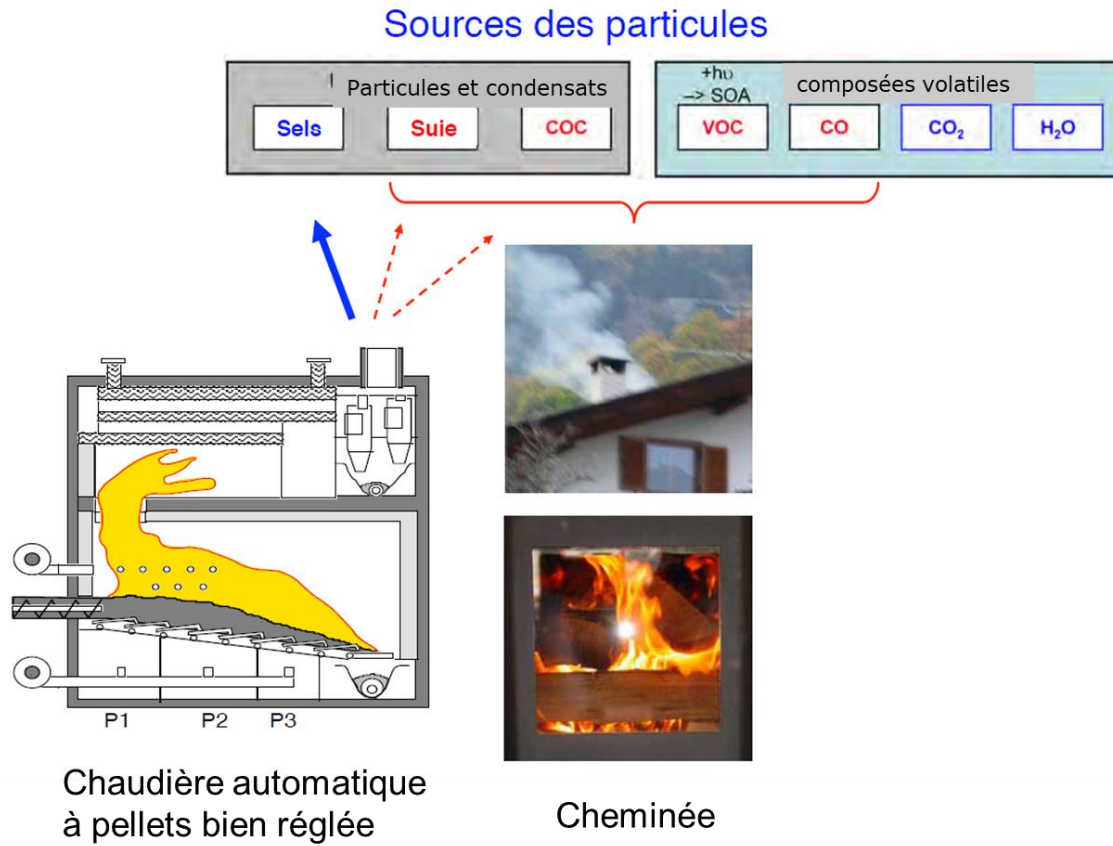 Sources des particules
Particules et condensats
Sels
Suie
COC
+hυ
–> SOA
composées volatiles
VOC
CO
CO₂
H₂O
P1
P2
P3
Chaudière automatique
à pellets bien réglée
Cheminée